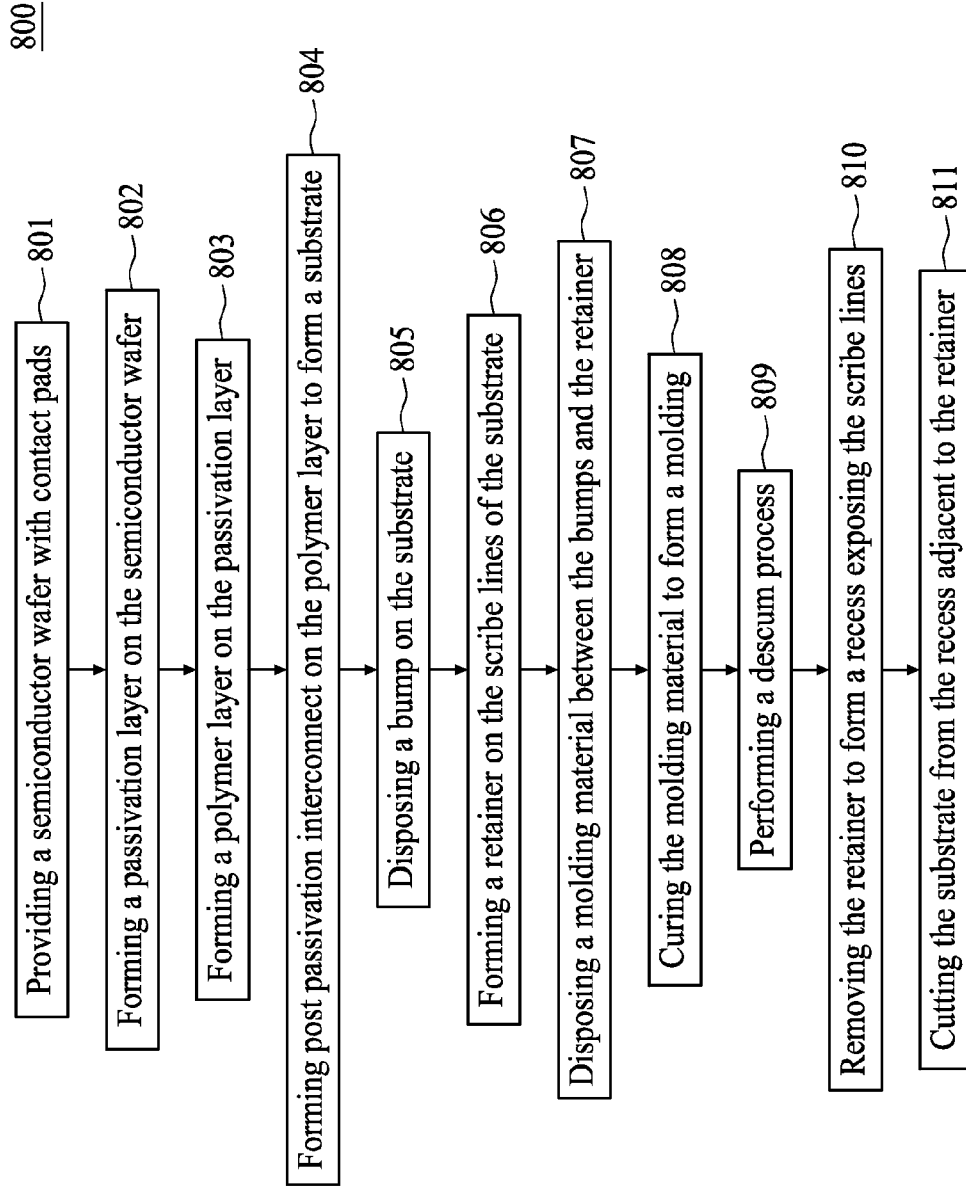 800
Providing a semiconductor wafer with contact pads 801
Forming a passivation layer on the semiconductor wafer 802
Forming a polymer layer on the passivation layer 803
Forming post passivation interconnect on the polymer layer to form a substrate 804
Disposing a bump on the substrate 805
Forming a retainer on the scribe lines of the substrate 806
Disposing a molding material between the bumps and the retainer 807
Curing the molding material to form a molding 808
Performing a descum process 809
Removing the retainer to form a recess exposing the scribe lines 810
Cutting the substrate from the recess adjacent to the retainer 811